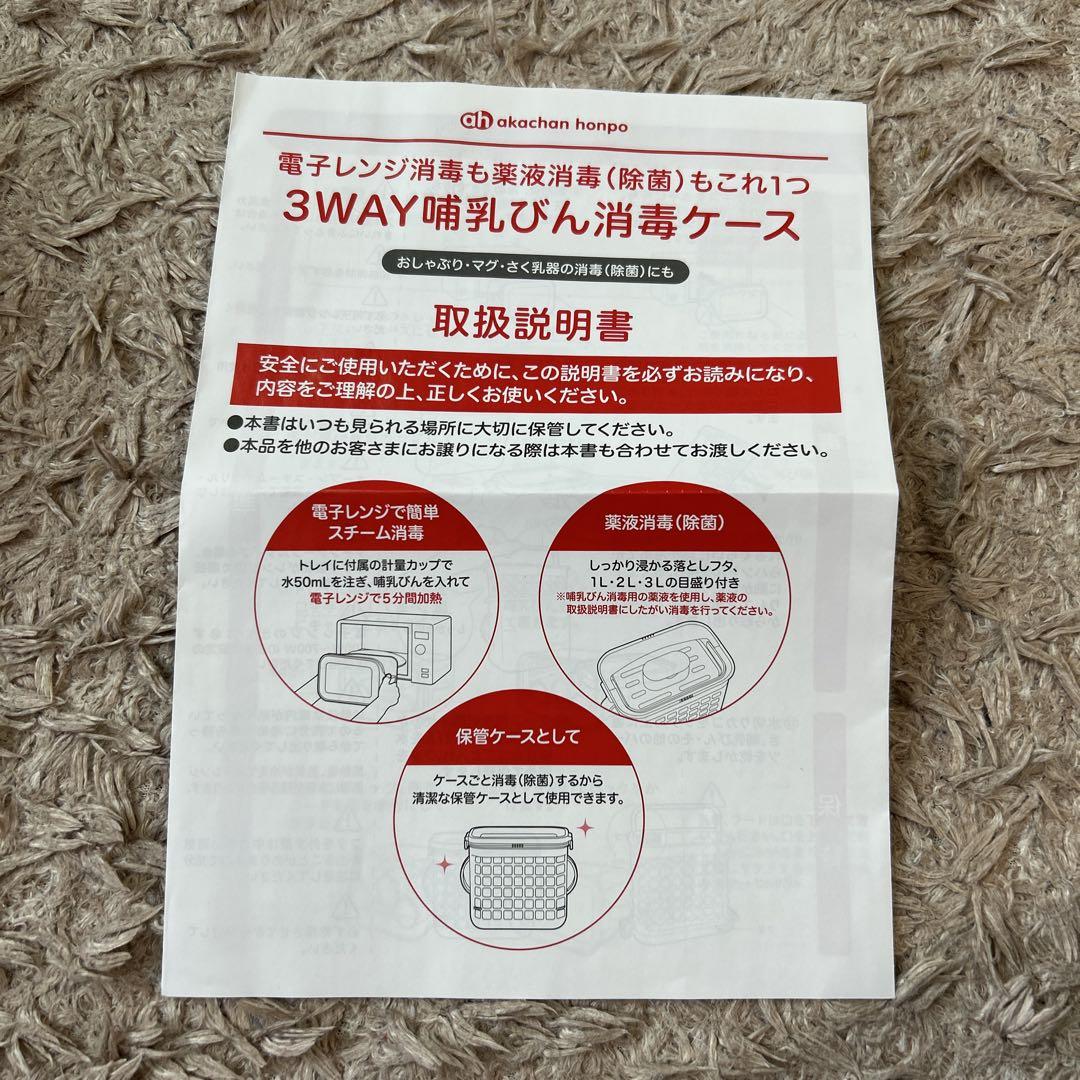 ah akachan honpo
電子レンジ消毒も薬液消毒(除菌)もこれ1つ
3WAY哺乳びん消毒ケース
おしゃぶり・マグ・さく乳器の消毒(除菌)にも
取扱説明書
安全にご使用いただくために、この説明書を必ずお読みになり、
内容をご理解の上、正しくお使いください。
●本書はいつも見られる場所に大切に保管してください。
●本品を他のお客さまにお譲りになる際は本書も合わせてお渡しください。
電子レンジで簡単
スチーム消毒
トレイに付属の計量カップで
水50mLを注ぎ、哺乳びんを入れて
電子レンジで5分間加熱
薬液消毒(除菌)
しっかり浸かる落としフタ、
1L・2L・3Lの目盛り付き
※哺乳びん消毒用の薬液を使用し、薬液の
取扱説明書にしたがい消毒を行ってください。
保管ケースとして
ケースごと消毒(除菌)するから
清潔な保管ケースとして使用できます。